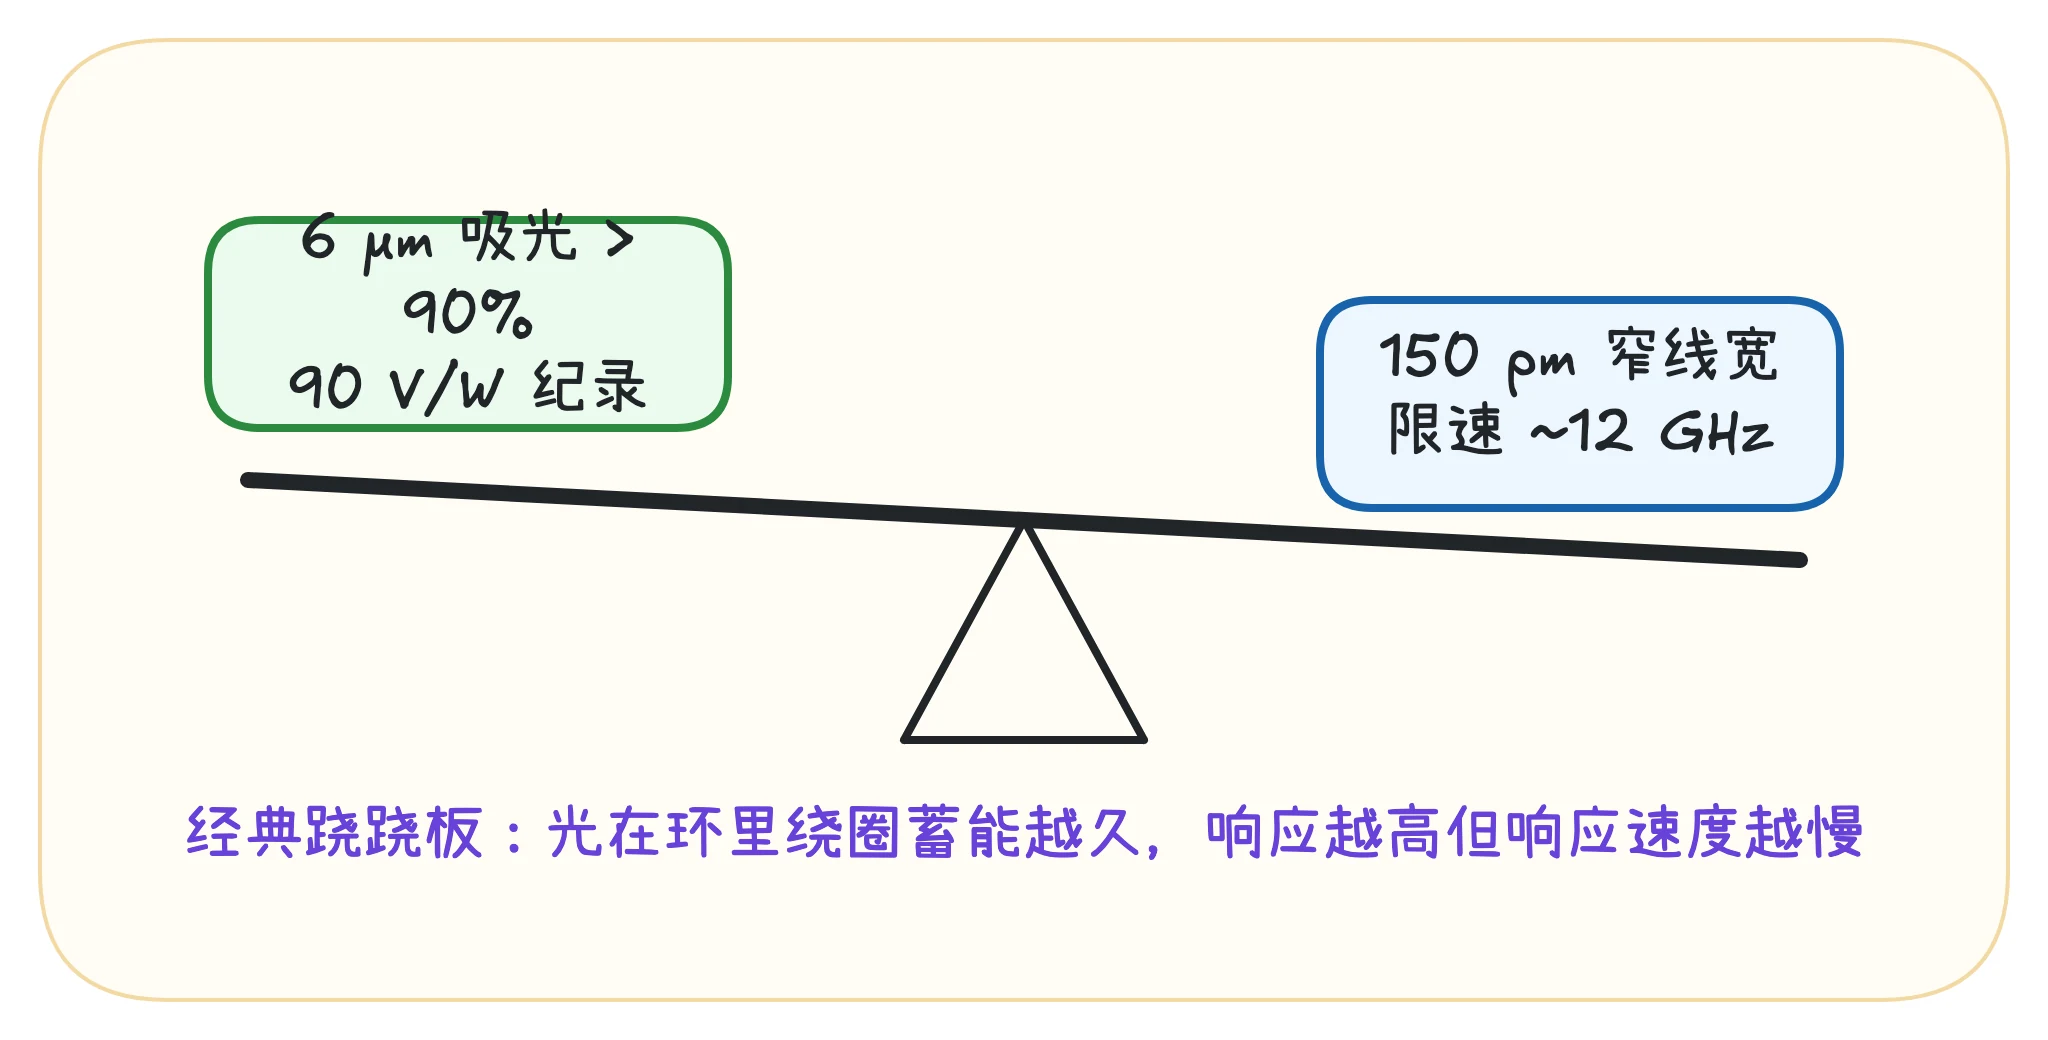 6 μm 吸光 >
90%
90 V/W 纪录
150 pm 窄线宽
限速 ~12 GHz
经典跷跷板：光在环里绕圈蓄能越久，响应越高但响应速度越慢